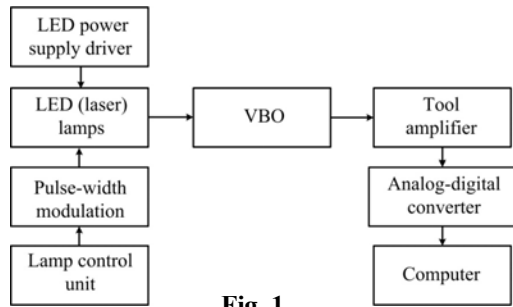 LED power
supply driver
LED (laser)
lamps
VBO
Tool
amplifier
Pulse-width
modulation
Analog-digital
converter
Lamp control
unit
Computer
Fig. 1